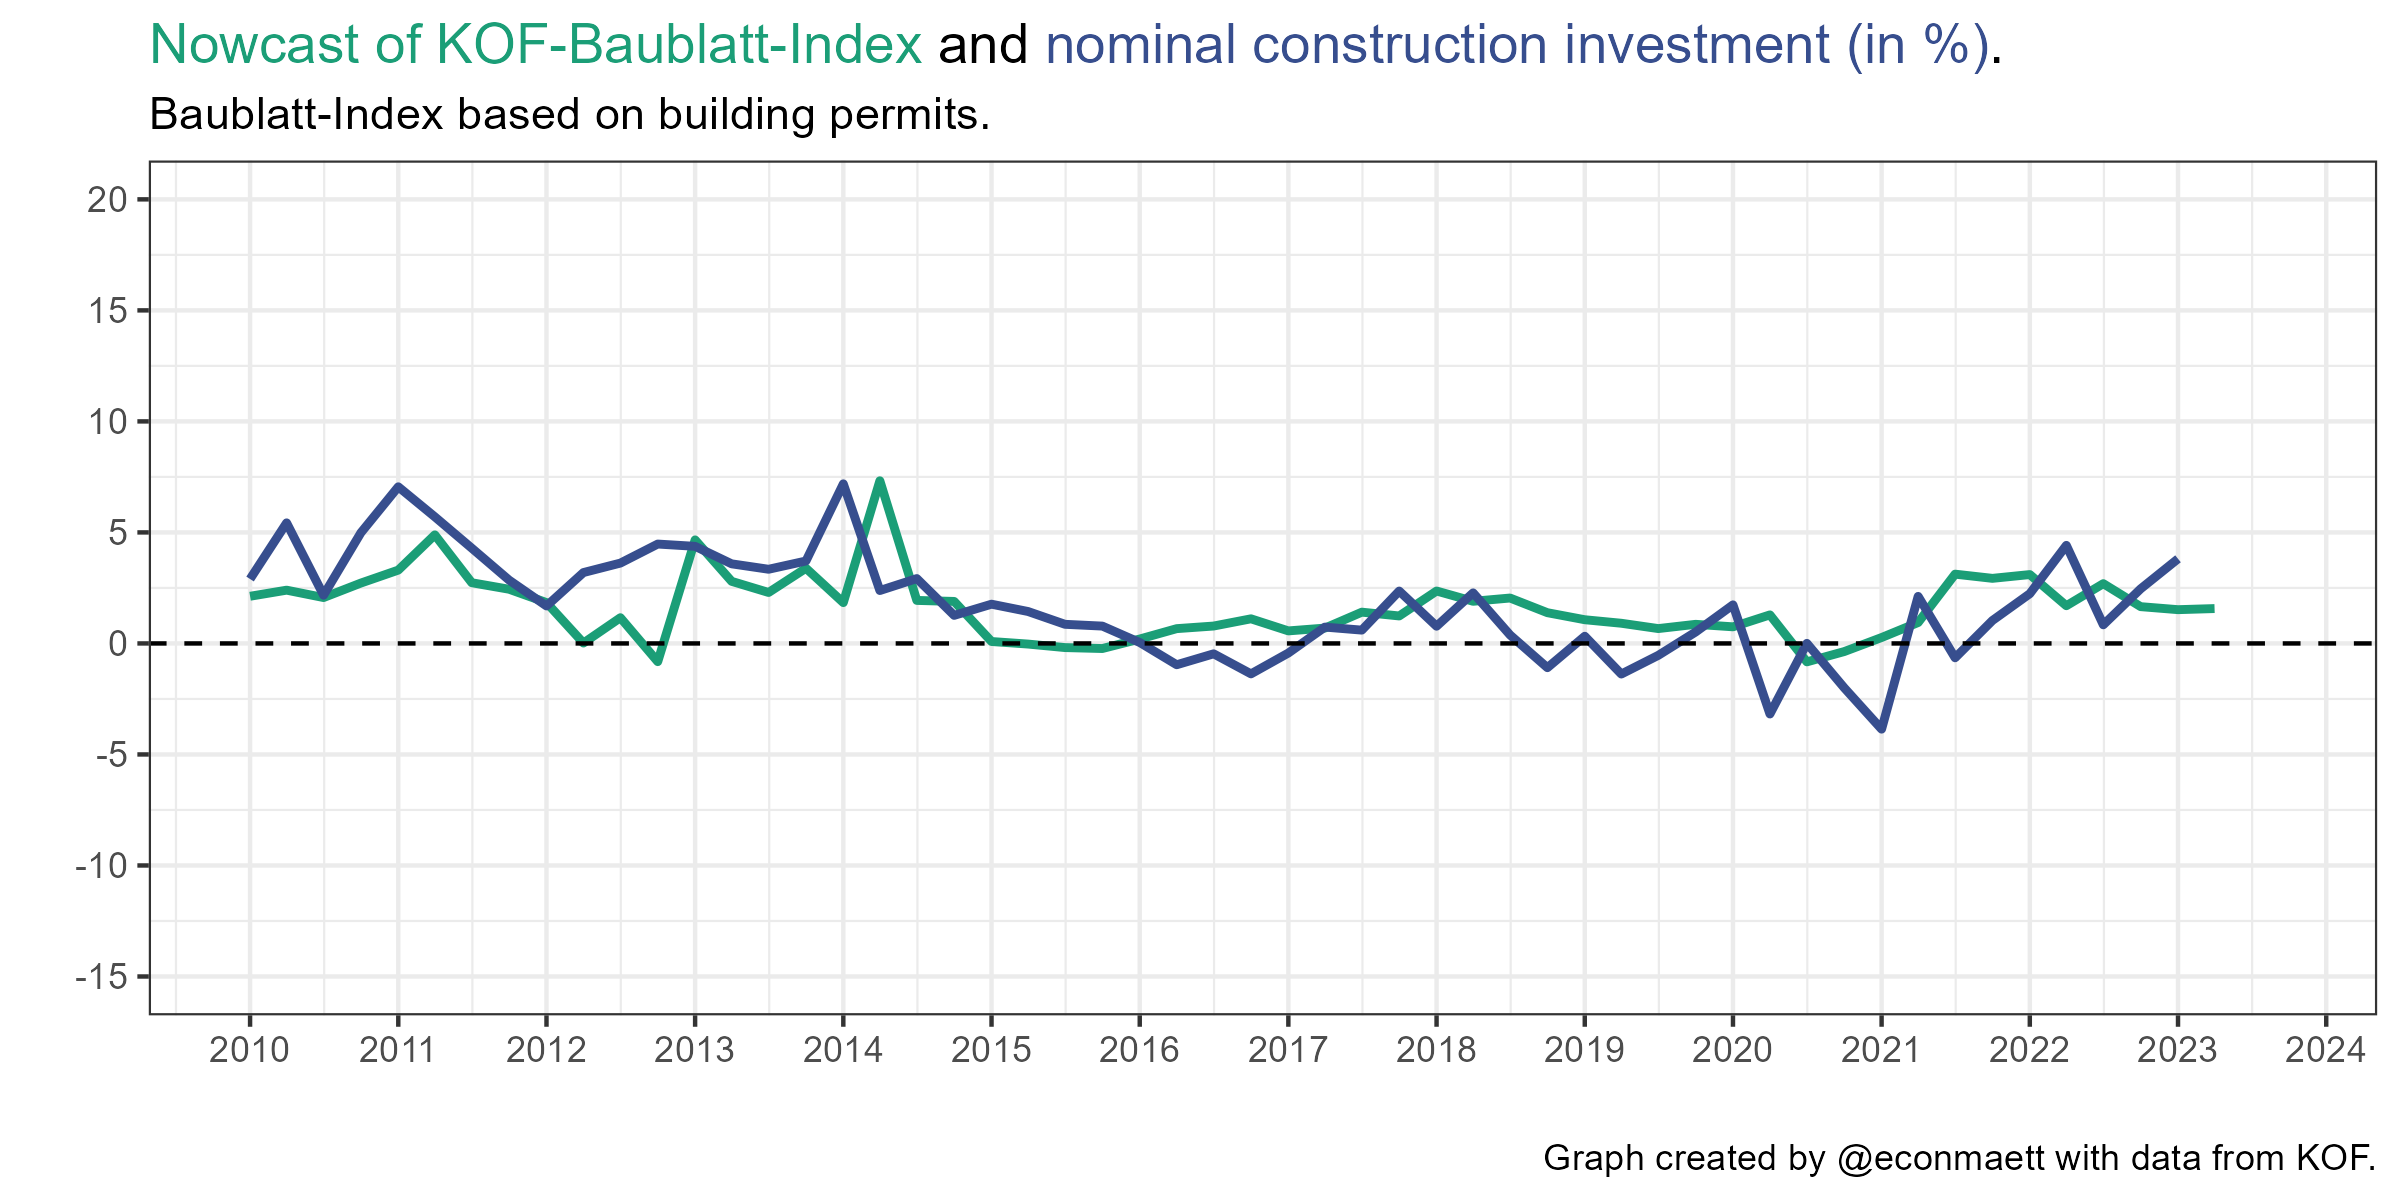 Nowcast of KOF-Baublatt-Index and nominal construction investment (in %).
Baublatt-Index based on building permits.
20
15
10
5
0
-5
-10
-15
2010 2011 2012 2013 2014 2015 2016 2017 2018 2019 2020 2021 2022 2023 2024
Graph created by @econmaett with data from KOF.